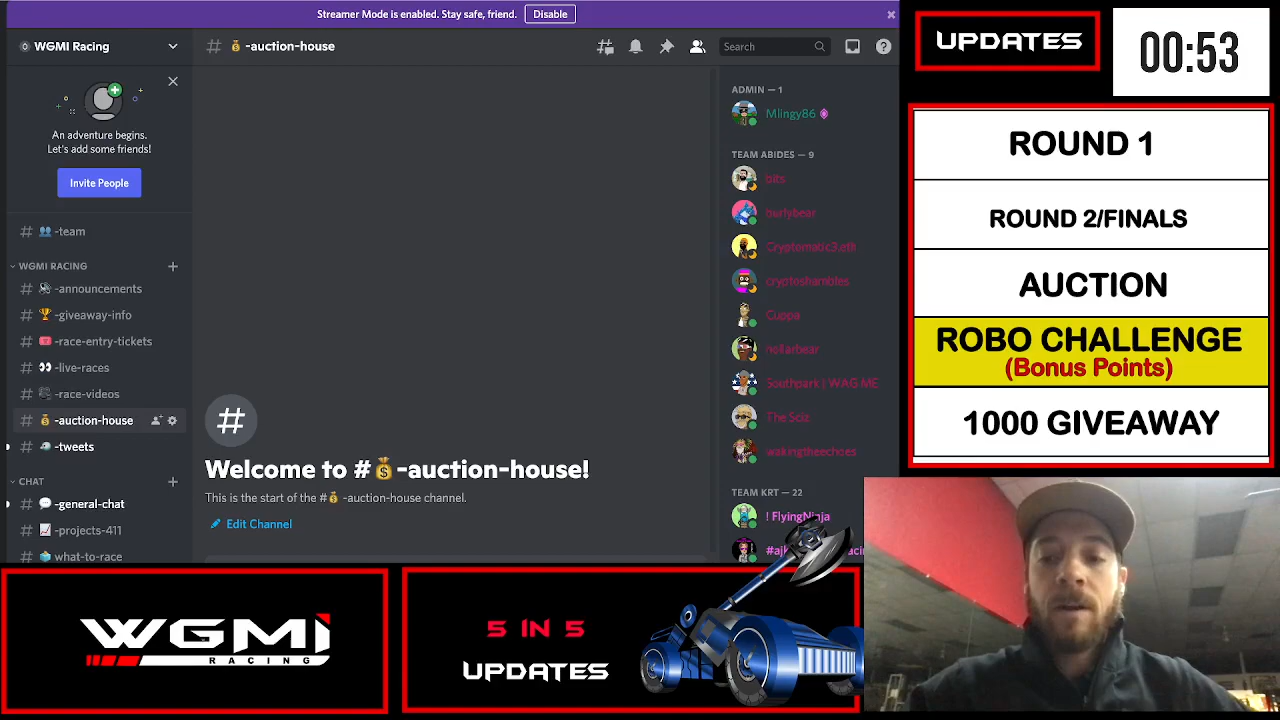 Streamer Mode is enabled. Stay safe, friend.
Disable
WGMI Racing
# 💰 -auction-house
Search
An adventure begins.
Let's add some friends!
Invite People
# 👥 -team
WGMI RACING
-announcements
# 🏆 -giveaway-info
# 🎟️ -race-entry-tickets
# 👀 -live-races
-race-videos
# 💰 -auction-house
-tweets
CHAT
# 💬 -general-chat
# 📈 -projects-411
what-to-race
#
Welcome to #💰-auction-house!
This is the start of the #💰 -auction-house channel.
Edit Channel
ADMIN — 1
MIingy86
TEAM ABIDES — 9
bits
burlybear
Cryptomatic3.eth
cryptoshambles
Cuppa
nollarbear
Southpark | WAG ME
The Sciz
wakingtheechoes
TEAM KRT — 22
! FlyingNinja
UPDATES
00:53
ROUND 1
ROUND 2/FINALS
AUCTION
ROBO CHALLENGE
(Bonus Points)
1000 GIVEAWAY
WGMI
RACING
5 IN 5
UPDATES